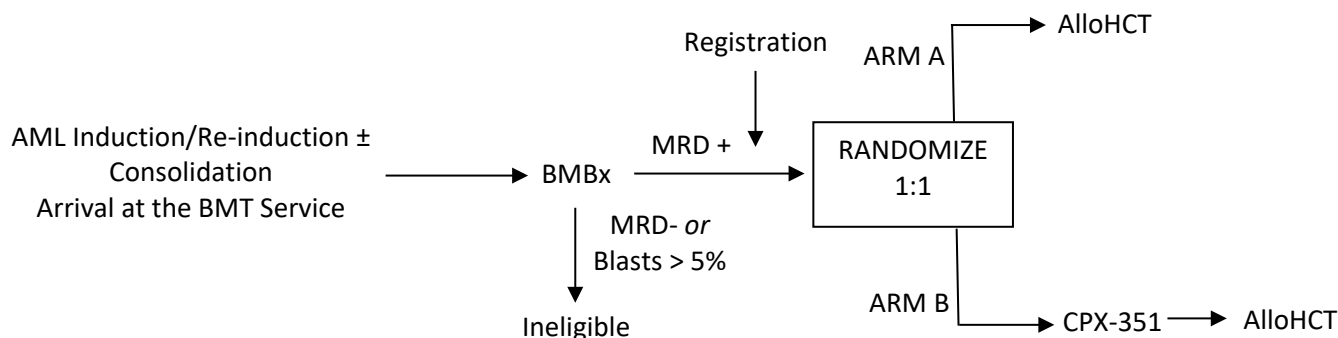 AML Induction/Re-induction ±
Consolidation
Arrival at the BMT Service
BMBx
MRD- or
Blasts > 5%
Ineligible
MRD +
Registration
RANDOMIZE
1:1
ARM A
AlloHCT
ARM B
CPX-351
AlloHCT